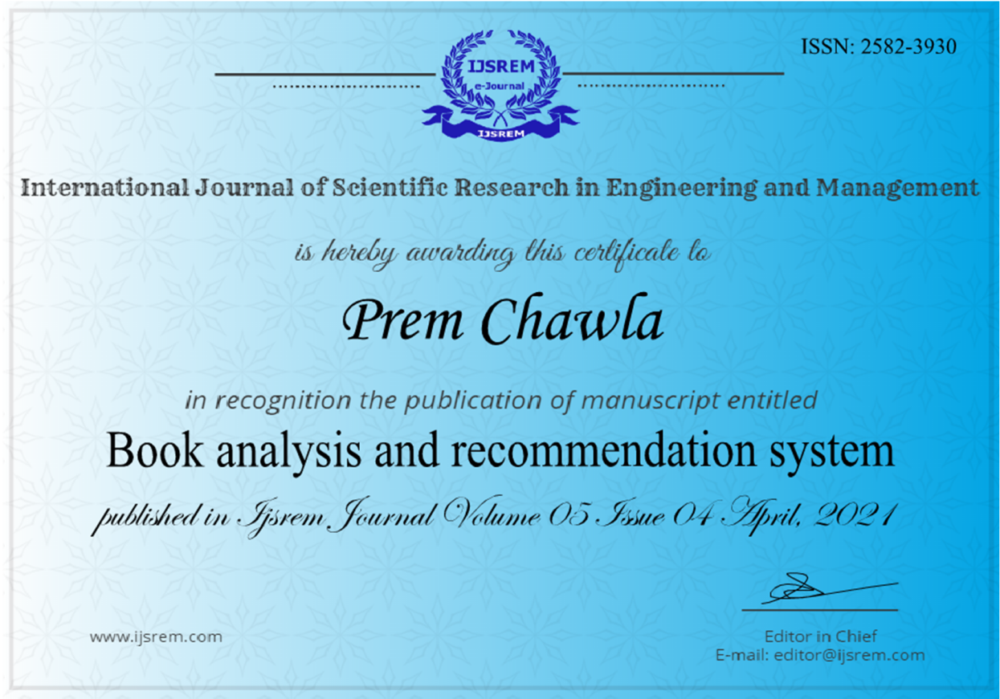 ISSN: 2582-3930
IJSREM
e-Journal
IJSREM
International Journal of Scientific Research in Engineering and Management
is hereby awarding this certificate to
Prem Chawla
in recognition the publication of manuscript entitled
Book analysis and recommendation system
published in Ijsrem Journal Volume 05 Issue 04 April, 2021
www.ijsrem.com
Editor in Chief
E-mail: editor@ijsrem.com